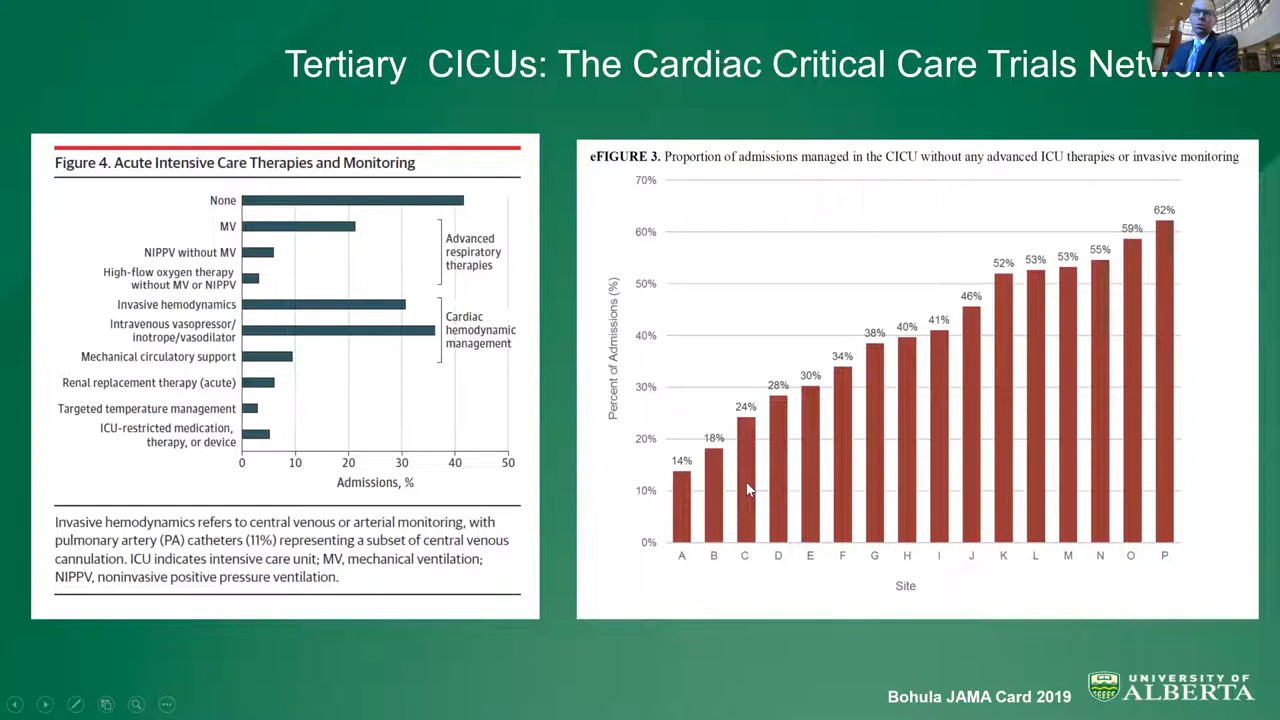 Tertiary CICUs: The Cardiac Critical Care Trials Network
Figure 4. Acute Intensive Care Therapies and Monitoring
None
MV
NIPPV without MV
High-flow oxygen therapy
without MV or NIPPV
Invasive hemodynamics
Intravenous vasopressor/
inotrope/vasodilator
Mechanical circulatory support
Renal replacement therapy (acute)
Targeted temperature management
ICU-restricted medication,
therapy, or device
Advanced
respiratory
therapies
Cardiac
hemodynamic
management
0 10 20 30 40 50
Admissions, %
Invasive hemodynamics refers to central venous or arterial monitoring, with
pulmonary artery (PA) catheters (11%) representing a subset of central venous
cannulation. ICU indicates intensive care unit; MV, mechanical ventilation;
NIPPV, noninvasive positive pressure ventilation.
eFIGURE 3. Proportion of admissions managed in the CICU without any advanced ICU therapies or invasive monitoring
Percent of Admissions (%)
70%
60%
50%
40%
30%
20%
10%
0%
14% 18% 24% 28% 30% 34% 38% 40% 41% 46% 52% 53% 53% 55% 59% 62%
A B C D E F G H I J K L M N O P
Site
Bohula JAMA Card 2019
UNIVERSITY OF
ALBERTA